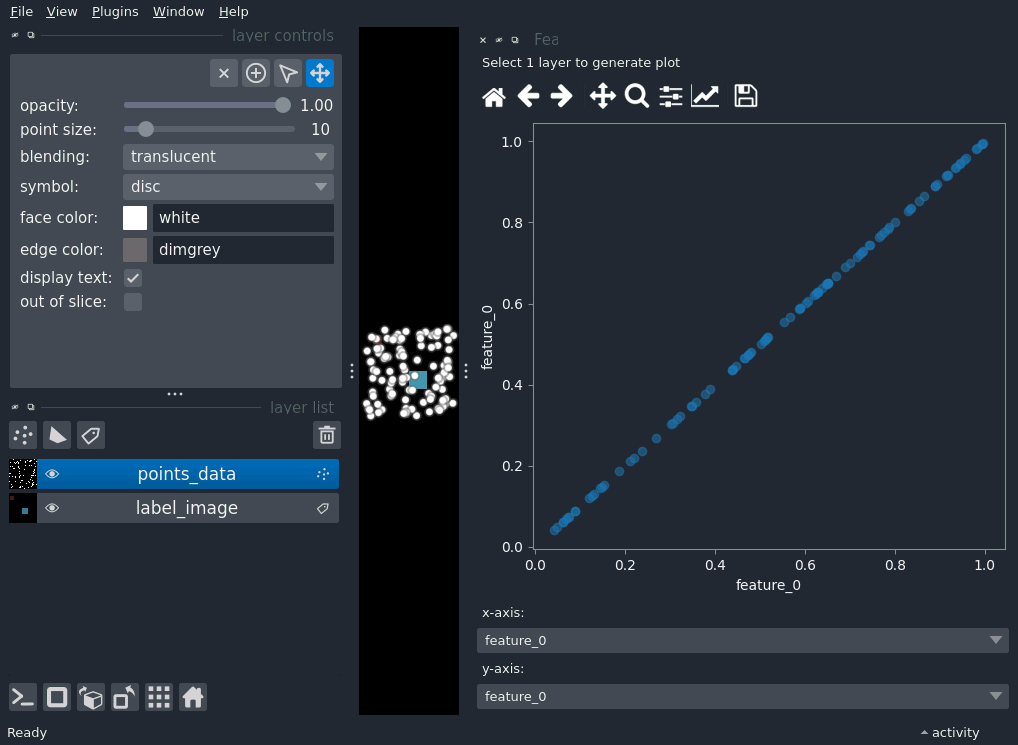 File View Plugins Window Help
layer controls
opacity: 1.00
point size: 10
blending: translucent
symbol: disc
face color: white
edge color: dimgrey
display text:
out of slice:
layer list
points_data
label_image
Fea
Select 1 layer to generate plot
1.0
0.8
0.6
0.4
0.2
0.0
feature_0
0.0 0.2 0.4 0.6 0.8 1.0
feature_0
x-axis:
feature_0
y-axis:
feature_0
Ready
activity